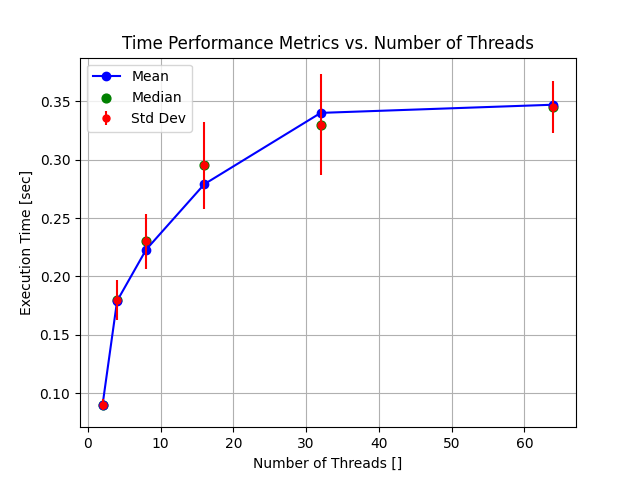 Time Performance Metrics vs. Number of Threads
Mean
Median
Std Dev
Execution Time [sec]
0.35
0.30
0.25
0.20
0.15
0.10
0 10 20 30 40 50 60
Number of Threads []